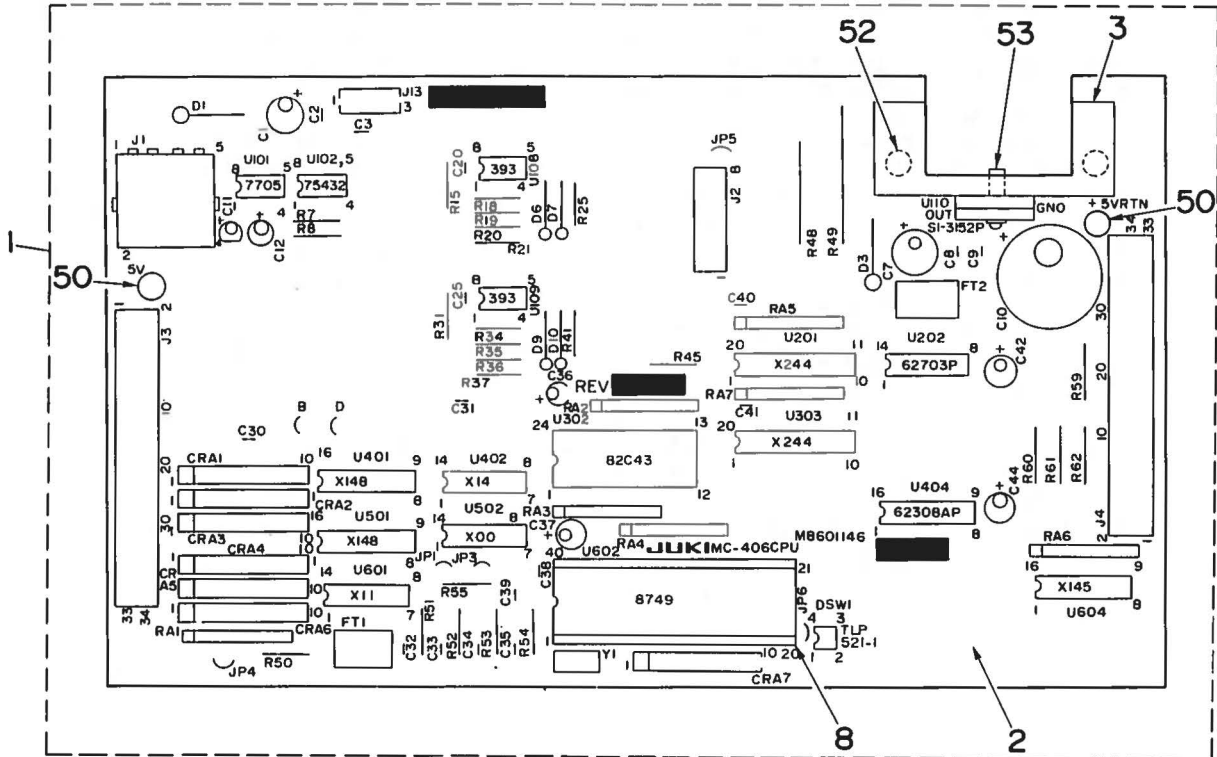 52
53
3
D1
C1
+
C2
J13
3
C3
J1
5
2
8
U101
5
7705
4
8
U102,5
75432
4
1
R7
R8
C11
+
+
C12
R15
C20
8
5
393
U108
1
4
R18
R19
R20
R21
D6
D7
R25
JP5
8
J2
1
R48
R49
D3
U110
OUT
GNO
SI-3152P
+
5VRTN
50
34
33
C7
+
C8
C9
FT2
C10
+
1
50
5V
1
2
J3
10
20
30
33
34
R31
C25
8
5
393
U109
1
4
R34
R35
R36
R37
D9
D10
R41
C36
+
C31
REV
R45
C40
RA5
20
U201
11
X244
1
10
RA7
C41
20
U303
11
X244
1
10
14
U202
8
62703P
+
C42
R59
30
20
10
R60
R61
R62
J4
1
2
B
D
C30
CRA1
10
CRA2
CRA3
16
CRA4
10
CR
A5
10
10
CRA6
RA1
JP4
R50
FT1
16
U401
9
X148
1
8
U501
9
X148
8
14
U601
8
X11
1
7
14
U402
8
X14
1
7
14
U502
8
X00
1
7
JP1
JP3
R55
C39
R51
C32
C33
R52
C34
R53
C35
R54
RA2
24
U30
13
82C43
1
12
RA3
C37
+
RA4
U602
40
C38
JUKI MC-406CPU
M8601146
8749
21
1
20
Y1
1
10
CRA7
JP6
DSW1
4
3
TLP
521-1
1
2
16
U404
9
62308AP
1
8
+
C44
RA6
16
9
X145
1
8
U604
8
2